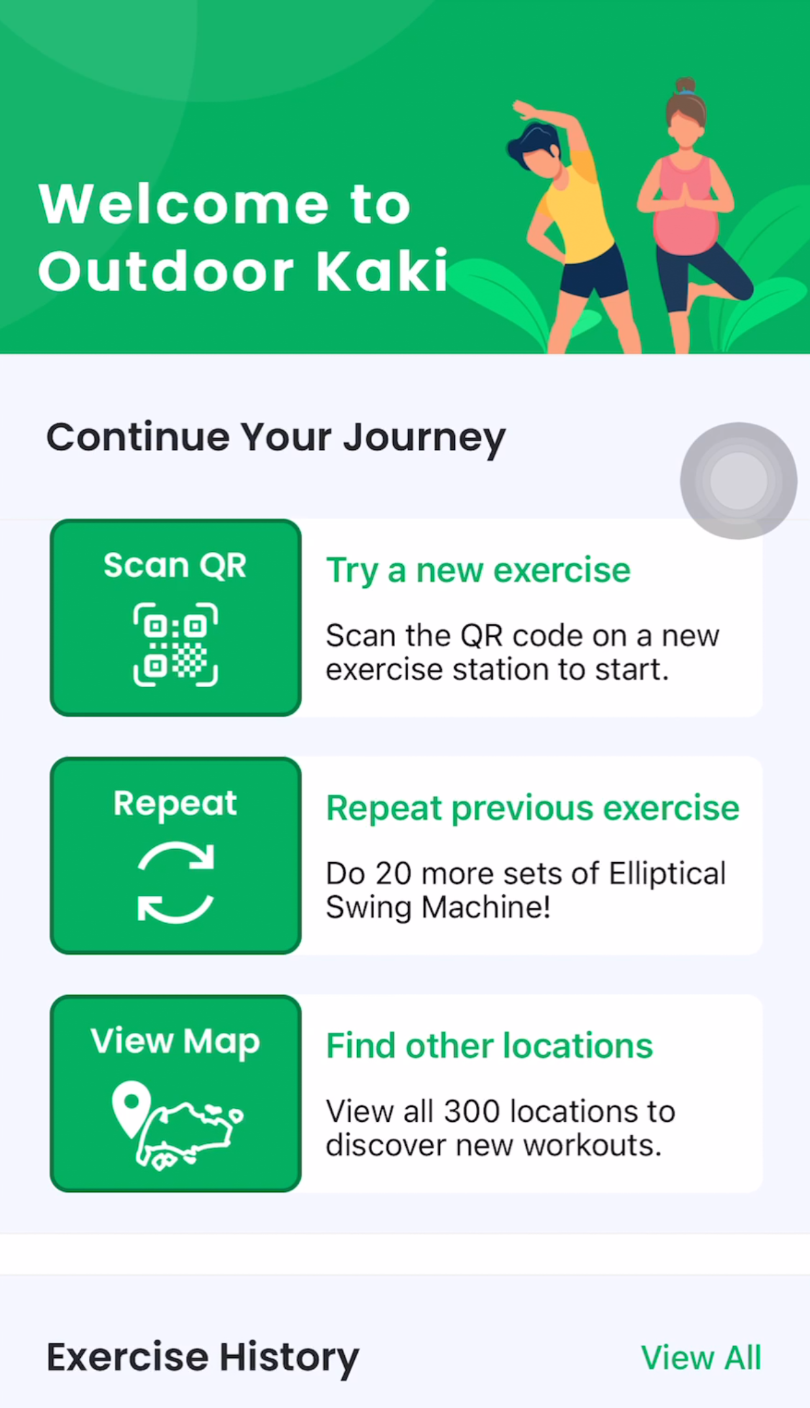 Welcome to
Outdoor Kaki
Continue Your Journey
Scan QR
Try a new exercise
Scan the QR code on a new
exercise station to start.
Repeat
Repeat previous exercise
Do 20 more sets of Elliptical
Swing Machine!
View Map
Find other locations
View all 300 locations to
discover new workouts.
Exercise History
View All